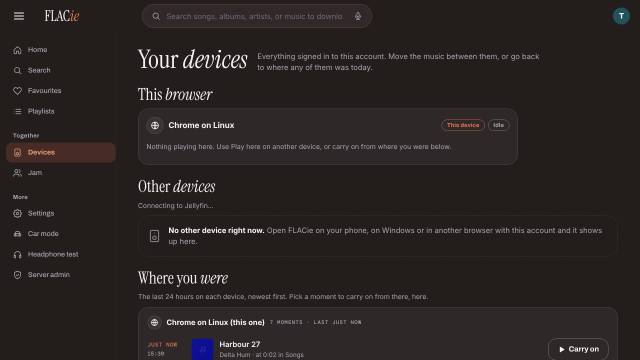 FLACie
Search songs, albums, artists, or music to downlo
T
Home
Search
Favourites
Playlists
Together
Devices
Jam
More
Settings
Car mode
Headphone test
Server admin
Your devices
Everything signed in to this account. Move the music between them, or go back
to where any of them was today.
This browser
Chrome on Linux
This device
Idle
Nothing playing here. Use Play here on another device, or carry on from where you were below.
Other devices
Connecting to Jellyfin...
No other device right now. Open FLACie on your phone, on Windows or in another browser with this account and it shows
up here.
Where you were
The last 24 hours on each device, newest first. Pick a moment to carry on from there, here.
Chrome on Linux (this one) 7 MOMENTS · LAST JUST NOW
JUST NOW
15:39
Harbour 27
Delta Hum · at 0:02 in Songs
Carry on